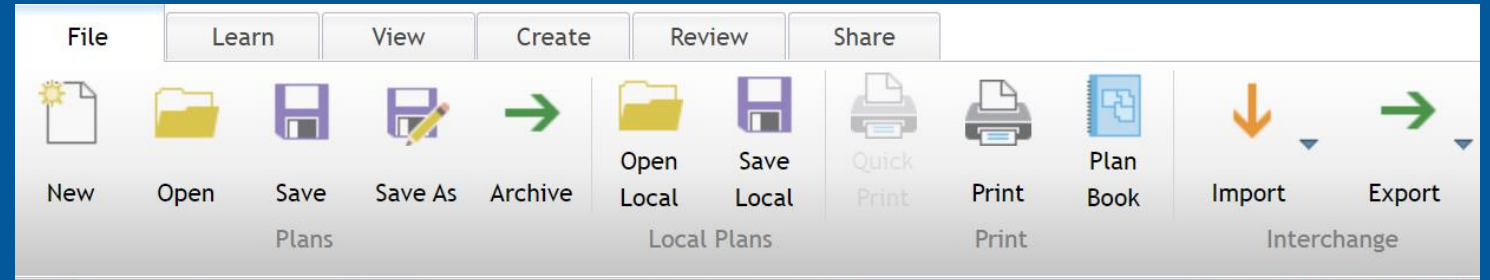 File Learn View Create Review Share
New Open Save Save As Archive
Open Local Save Local
Quick Print Print Plan Book
Import Export
Plans Local Plans Print Interchange